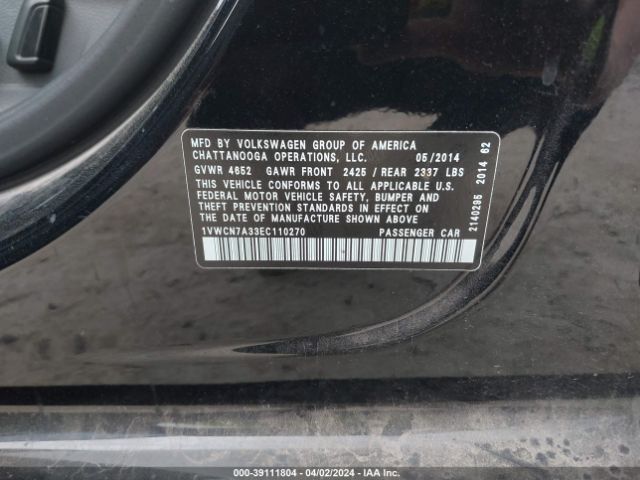 MFD BY VOLKSWAGEN GROUP OF AMERICA
CHATTANOOGA OPERATIONS, LLC. 05/2014
GVWR 4652 GAWR FRONT 2425 / REAR 2337 LBS
THIS VEHICLE CONFORMS TO ALL APPLICABLE U.S.
FEDERAL MOTOR VEHICLE SAFETY, BUMPER AND
THEFT PREVENTION STANDARDS IN EFFECT ON THE
DATE OF MANUFACTURE SHOWN ABOVE
1VWCN7A33EC110270 PASSENGER CAR
2140295 2014 62
000-39111804 / 04/02/2024 / IAA Inc.